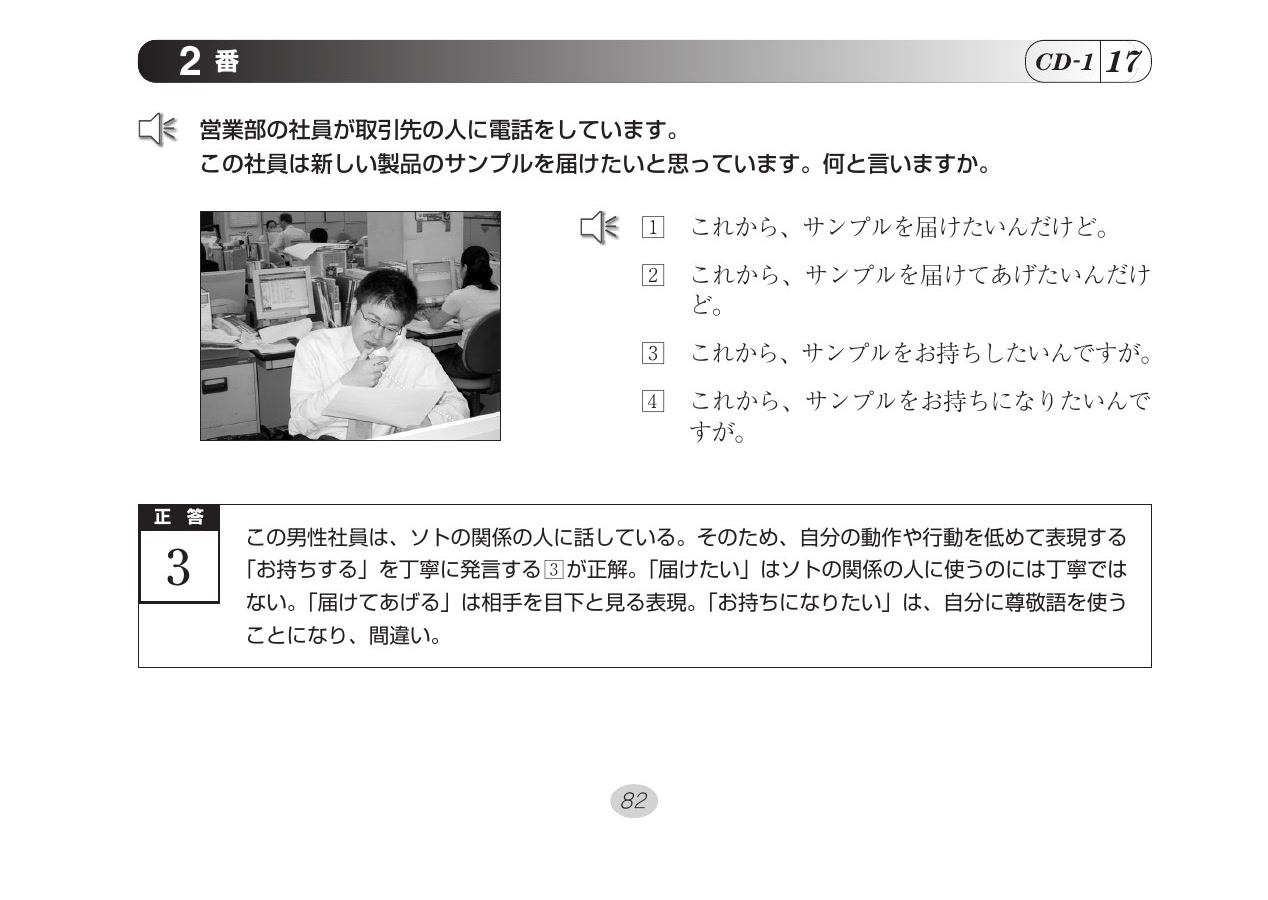 2 番
CD-1 17
営業部の社員が取引先の人に電話をしています。
この社員は新しい製品のサンプルを届けたいと思っています。何と言いますか。
1 これから、サンプルを届けたいんだけど。
2 これから、サンプルを届けてあげたいんだけ
ど。
3 これから、サンプルをお持ちしたいんですが。
4 これから、サンプルをお持ちになりたいんで
すが。
正 答
3
この男性社員は、ソトの関係の人に話している。そのため、自分の動作や行動を低めて表現する
「お持ちする」を丁寧に発言する3が正解。「届けたい」はソトの関係の人に使うのには丁寧では
ない。「届けてあげる」は相手を目下と見る表現。「お持ちになりたい」は、自分に尊敬語を使う
ことになり、間違い。
82